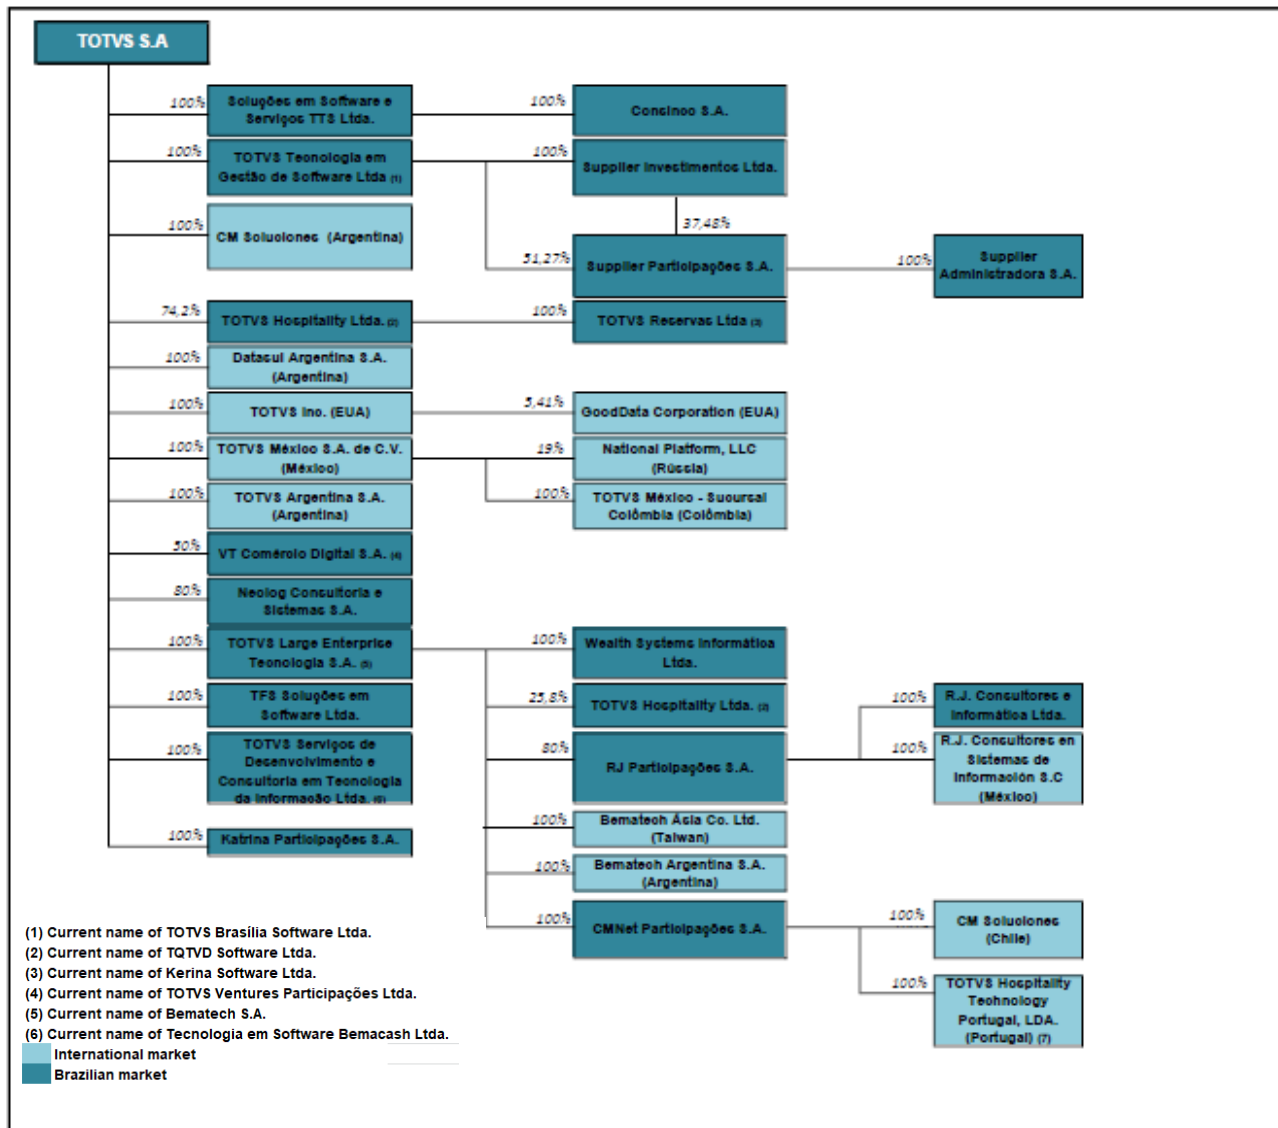 TOTVS S.A
100%
Soluções em Software e
Serviços TTS Ltda.
100%
Consinco S.A.
100%
TOTVS Tecnologia em
Gestão de Software Ltda (1)
100%
Supplier Investimentos Ltda.
37,48%
100%
CM Soluciones (Argentina)
51,27%
Supplier Participações S.A.
100%
Supplier
Administradora S.A.
74,2%
TOTVS Hospitality Ltda. (2)
100%
TOTVS Reservas Ltda (3)
100%
Datasul Argentina S.A.
(Argentina)
100%
TOTVS Inc. (EUA)
5,41%
GoodData Corporation (EUA)
100%
TOTVS México S.A. de C.V.
(México)
19%
National Platform, LLC
(Rússia)
100%
TOTVS Argentina S.A.
(Argentina)
100%
TOTVS México - Sucursal
Colômbia (Colômbia)
50%
VT Comércio Digital S.A. (4)
80%
Neolog Consultoria e
Sistemas S.A.
100%
TOTVS Large Enterprise
Tecnologia S.A. (5)
100%
Wealth Systems Informática
Ltda.
100%
TFS Soluções em
Software Ltda.
25,8%
TOTVS Hospitality Ltda. (2)
100%
R.J. Consultores e
Informática Ltda.
100%
TOTVS Serviços de
Desenvolvimento e
Consultoria em Tecnologia
da Informação Ltda. (6)
80%
RJ Participações S.A.
100%
R.J. Consultores en
Sistemas de
Información S.C
(México)
100%
Katrina Participações S.A.
100%
Bematech Ásia Co. Ltd.
(Taiwan)
100%
Bematech Argentina S.A.
(Argentina)
100%
CMNet Participações S.A.
100%
CM Soluciones
(Chile)
100%
TOTVS Hospitality
Technology
Portugal, LDA.
(Portugal) (7)
(1) Current name of TOTVS Brasília Software Ltda.
(2) Current name of TQTVD Software Ltda.
(3) Current name of Kerina Software Ltda.
(4) Current name of TOTVS Ventures Participações Ltda.
(5) Current name of Bematech S.A.
(6) Current name of Tecnologia em Software Bemacash Ltda.
International market
Brazilian market